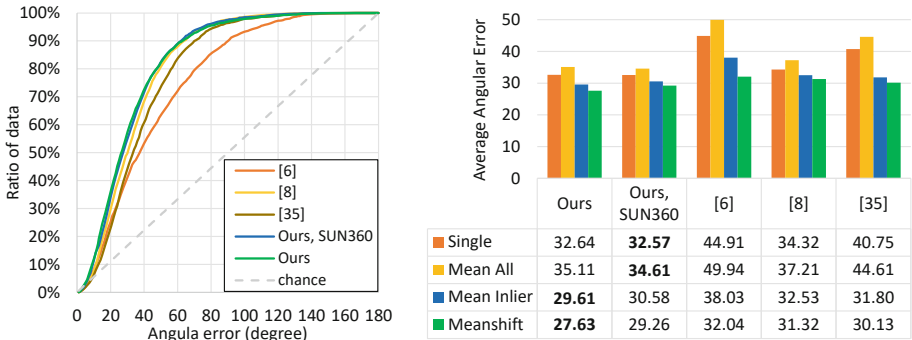 100%
90%
80%
70%
60%
50%
40%
30%
20%
10%
0%
Ratio of data
0 20 40 60 80 100 120 140 160 180
Angula error (degree)
[6]
[8]
[35]
Ours, SUN360
Ours
chance
50
40
30
20
10
0
Average Angular Error
Ours Ours, SUN360 [6] [8] [35]
Single 32.64 32.57 44.91 34.32 40.75
Mean All 35.11 34.61 49.94 37.21 44.61
Mean Inlier 29.61 30.58 38.03 32.53 31.80
Meanshift 27.63 29.26 32.04 31.32 30.13